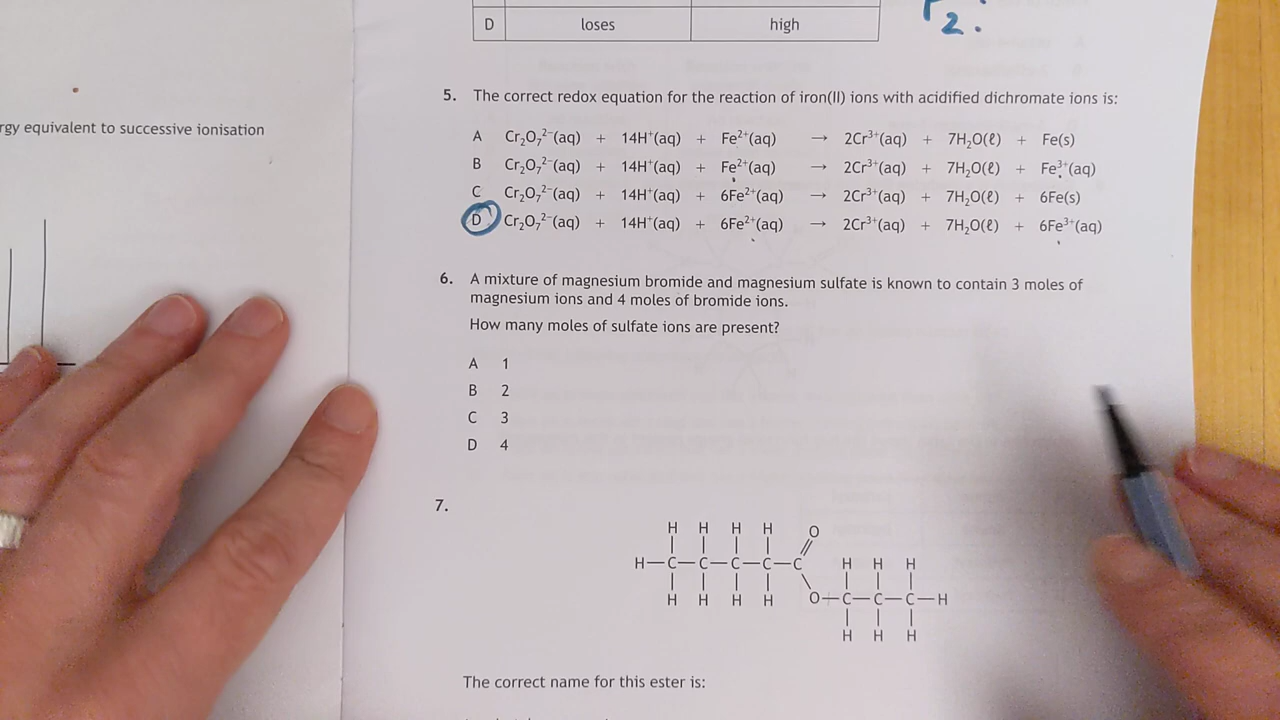 D loses high
2.
rgy equivalent to successive ionisation
5. The correct redox equation for the reaction of iron(II) ions with acidified dichromate ions is:
A Cr₂O₇²⁻(aq) + 14H⁺(aq) + Fe²⁺(aq) → 2Cr³⁺(aq) + 7H₂O(ℓ) + Fe(s)
B Cr₂O₇²⁻(aq) + 14H⁺(aq) + Fe²⁺(aq) → 2Cr³⁺(aq) + 7H₂O(ℓ) + Fe³⁺(aq)
C Cr₂O₇²⁻(aq) + 14H⁺(aq) + 6Fe²⁺(aq) → 2Cr³⁺(aq) + 7H₂O(ℓ) + 6Fe(s)
D Cr₂O₇²⁻(aq) + 14H⁺(aq) + 6Fe²⁺(aq) → 2Cr³⁺(aq) + 7H₂O(ℓ) + 6Fe³⁺(aq)
6. A mixture of magnesium bromide and magnesium sulfate is known to contain 3 moles of
magnesium ions and 4 moles of bromide ions.
How many moles of sulfate ions are present?
A 1
B 2
C 3
D 4
7.
H H H H O
H—C—C—C—C—C H H H
H H H H O—C—C—C—H
H H H
The correct name for this ester is: